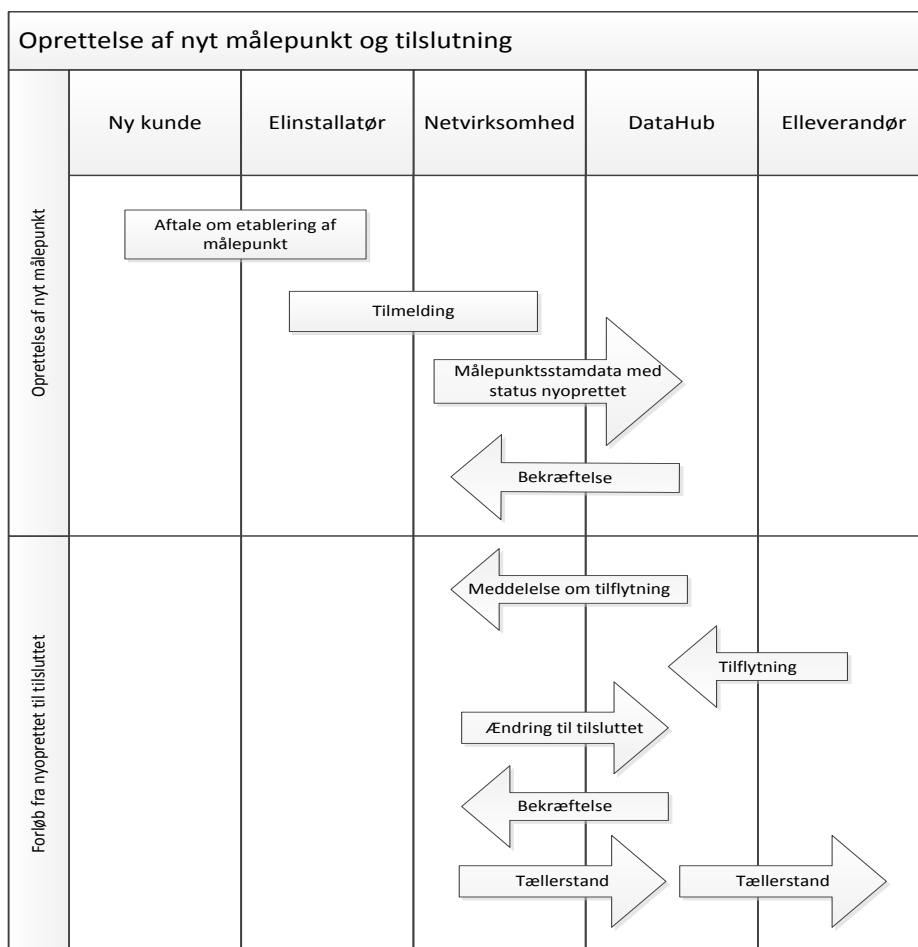 Oprettelse af nyt målepunkt og tilslutning
Ny kunde
Elinstallatør
Netvirksomhed
DataHub
Elleverandør
Oprettelse af nyt målepunkt
Aftale om etablering af
målepunkt
Tilmelding
Målepunktsstamdata med
status nyoprettet
Bekræftelse
Forløb fra nyoprettet til tilsluttet
Meddelelse om tilflytning
Tilflytning
Ændring til tilsluttet
Bekræftelse
Tællerstand
Tællerstand